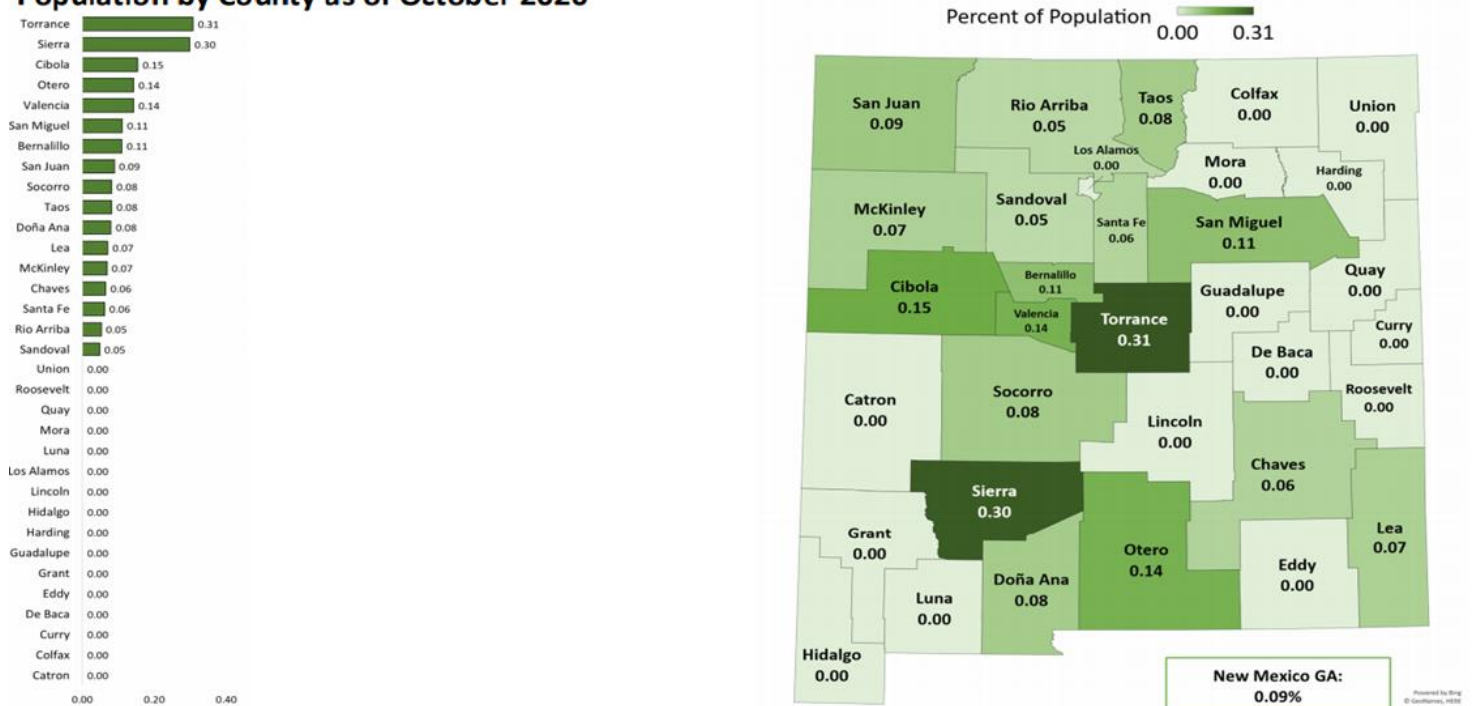 Population by County as of October 2020
Torrance 0.31
Sierra 0.30
Cibola 0.15
Otero 0.14
Valencia 0.14
San Miguel 0.11
Bernalillo 0.11
San Juan 0.09
Socorro 0.08
Taos 0.08
Doña Ana 0.08
Lea 0.07
McKinley 0.07
Chaves 0.06
Santa Fe 0.06
Rio Arriba 0.05
Sandoval 0.05
Union 0.00
Roosevelt 0.00
Quay 0.00
Mora 0.00
Luna 0.00
Los Alamos 0.00
Lincoln 0.00
Hidalgo 0.00
Harding 0.00
Guadalupe 0.00
Grant 0.00
Eddy 0.00
De Baca 0.00
Curry 0.00
Colfax 0.00
Catron 0.00
0.00 0.20 0.40
Percent of Population
0.00 0.31
San Juan
0.09
Rio Arriba
0.05
Taos
0.08
Colfax
0.00
Union
0.00
Los Alamos
0.00
Mora
0.00
Harding
0.00
McKinley
0.07
Sandoval
0.05
Santa Fe
0.06
San Miguel
0.11
Cibola
0.15
Bernalillo
0.11
Valencia
0.14
Torrance
0.31
Guadalupe
0.00
Quay
0.00
Curry
0.00
De Baca
0.00
Roosevelt
0.00
Catron
0.00
Socorro
0.08
Lincoln
0.00
Chaves
0.06
Sierra
0.30
Grant
0.00
Otero
0.14
Eddy
0.00
Lea
0.07
Luna
0.00
Doña Ana
0.08
Hidalgo
0.00
New Mexico GA:
0.09%
Powered by Bing
© GeoNames, HERE